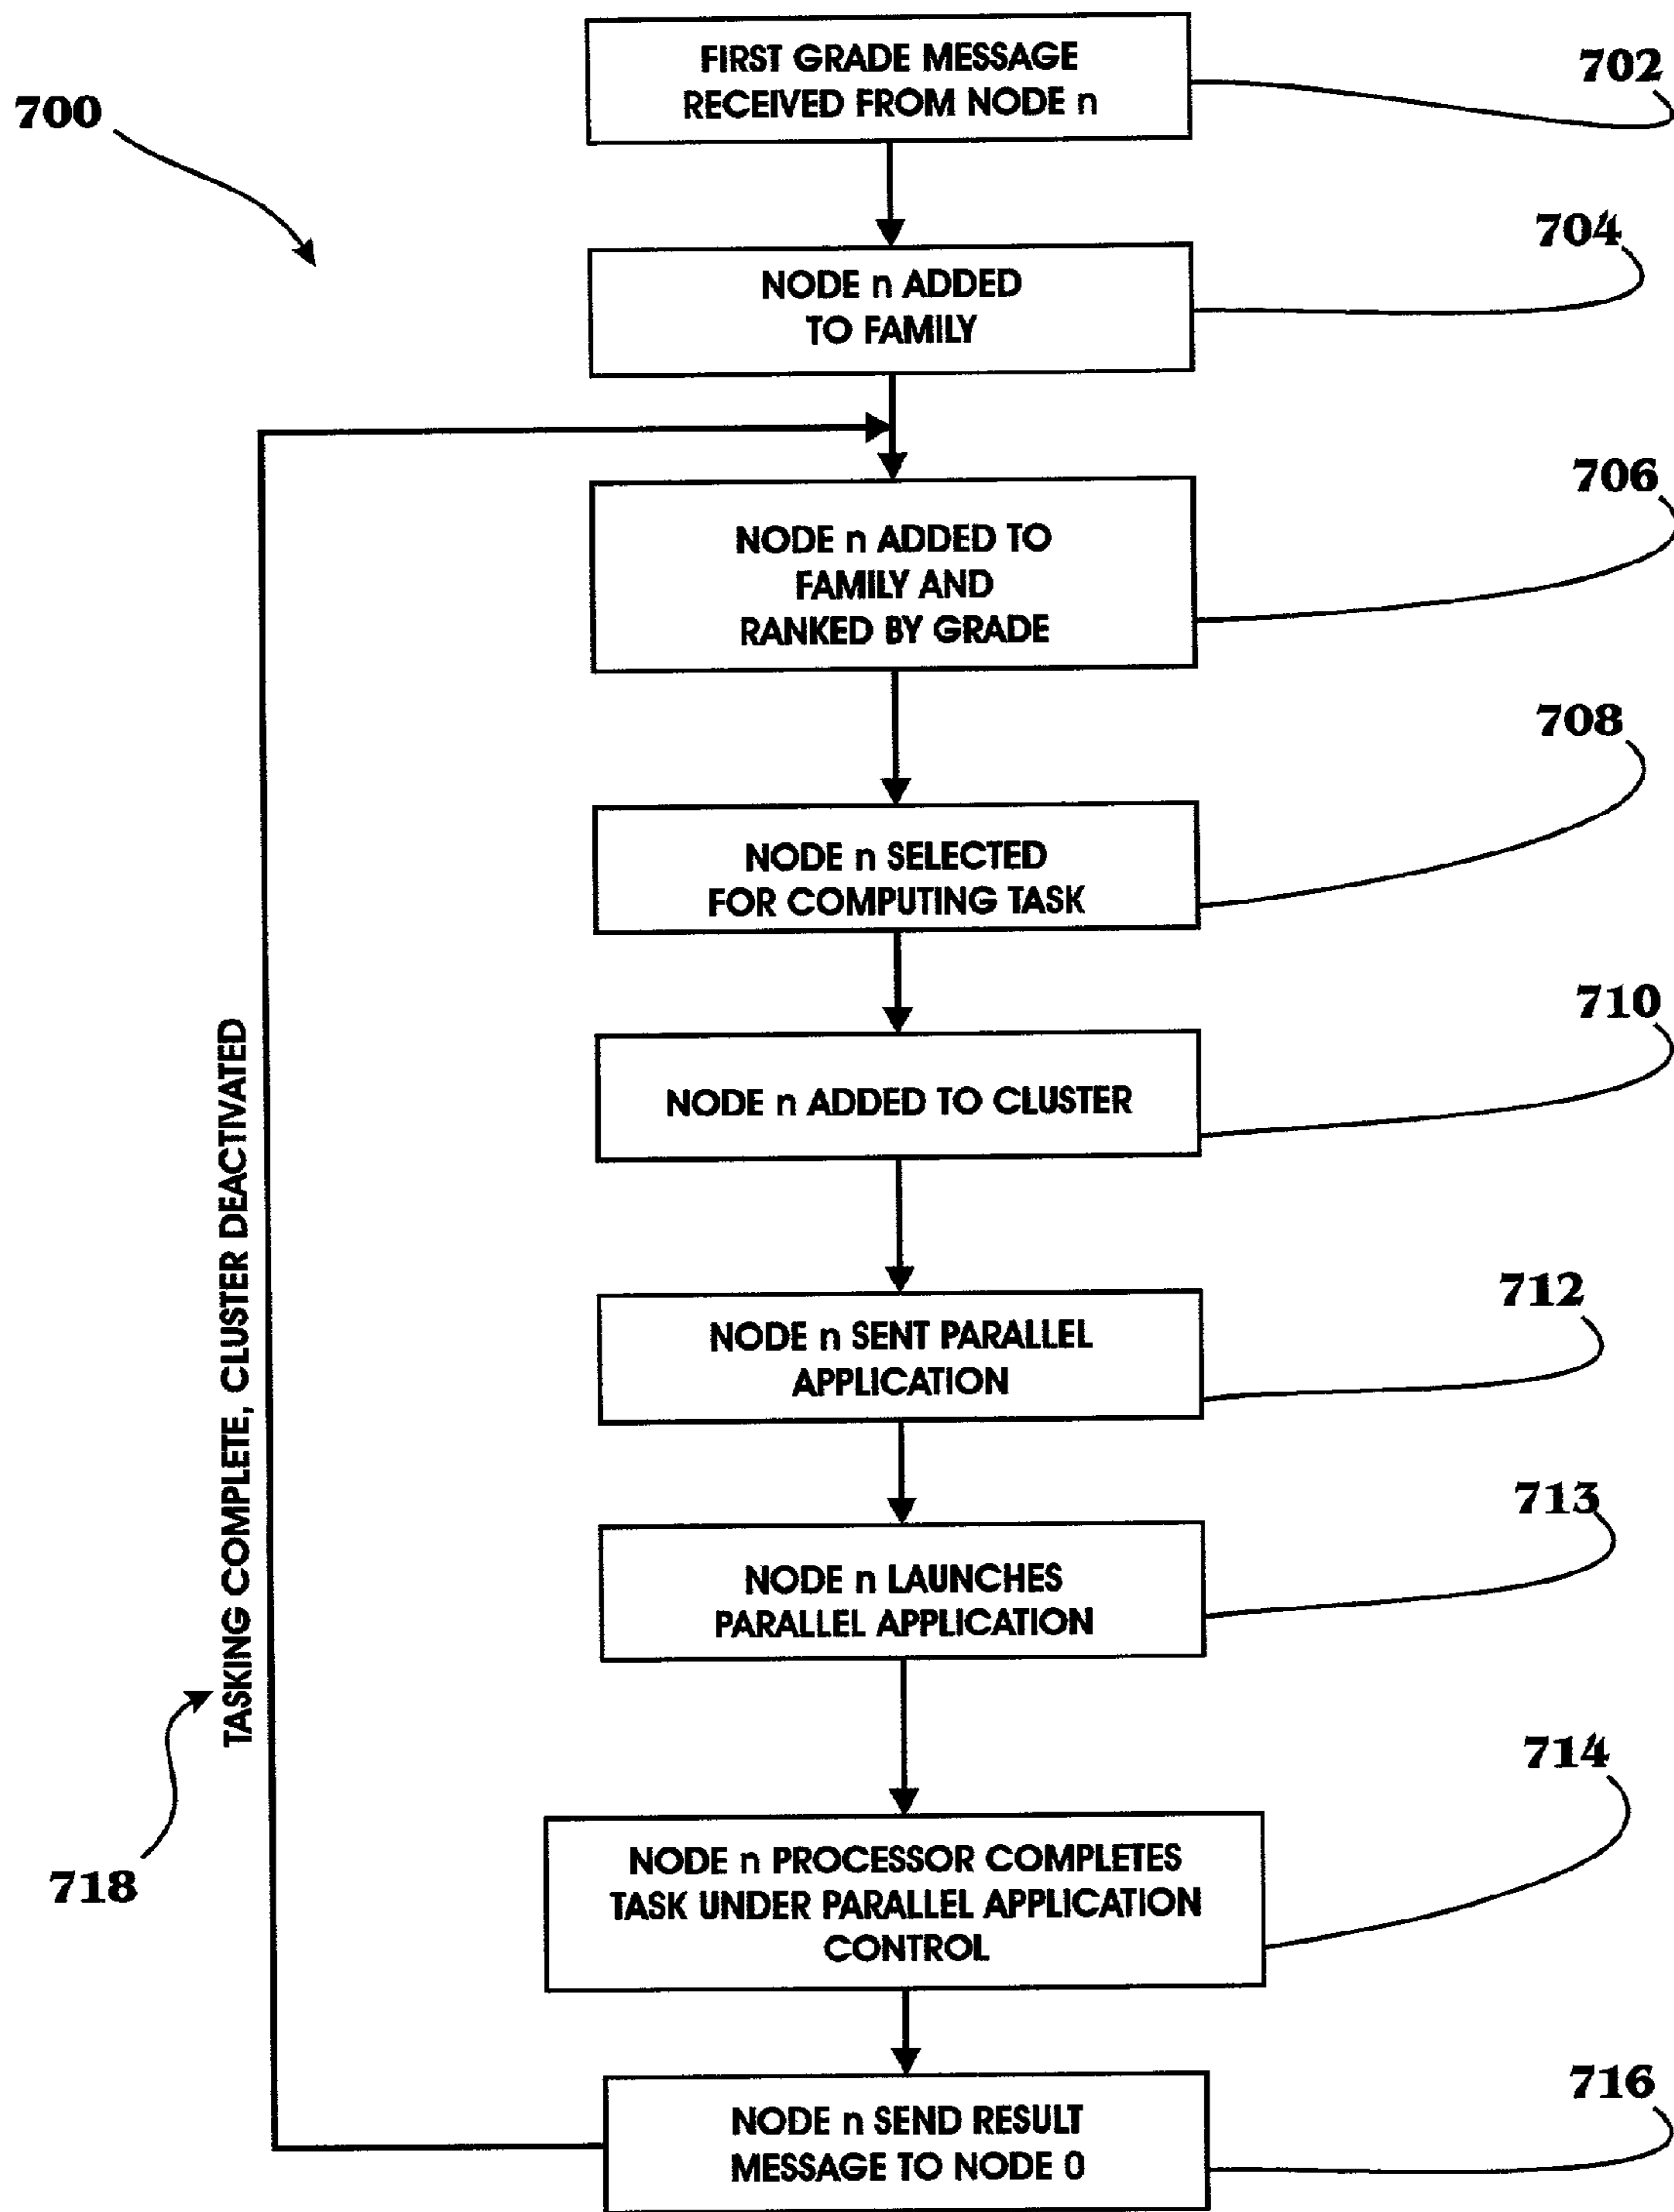 FIRST GRADE MESSAGE
RECEIVED FROM NODE n
702
700
NODE n ADDED
TO FAMILY
704
NODE n ADDED TO
FAMILY AND
RANKED BY GRADE
706
NODE n SELECTED
FOR COMPUTING TASK
708
NODE n ADDED TO CLUSTER
710
NODE n SENT PARALLEL
APPLICATION
712
NODE n LAUNCHES
PARALLEL APPLICATION
713
NODE n PROCESSOR COMPLETES
TASK UNDER PARALLEL APPLICATION
CONTROL
714
NODE n SEND RESULT
MESSAGE TO NODE 0
716
TASKING COMPLETE, CLUSTER DEACTIVATED
718